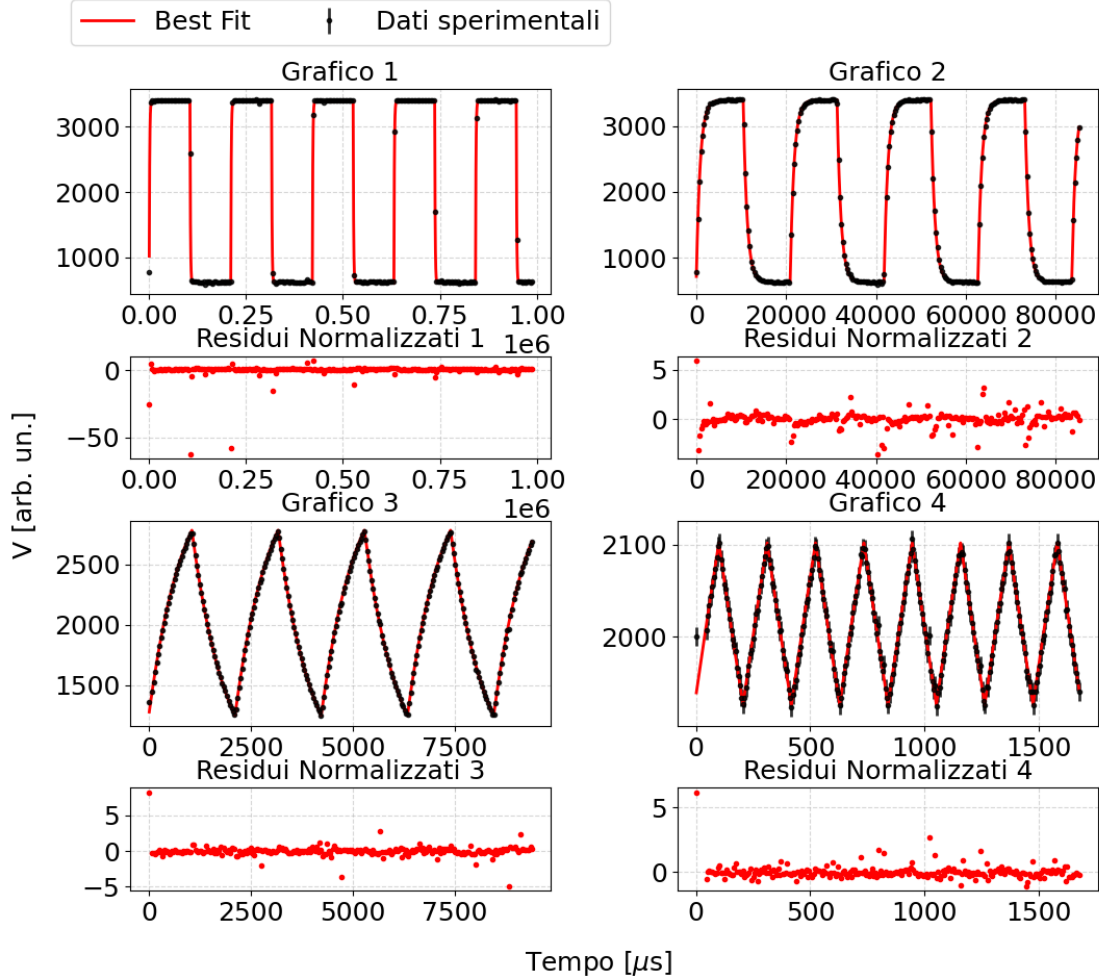 Best Fit
Dati sperimentali
Grafico 1
3000
2000
1000
0.00 0.25 0.50 0.75 1.00
1e6
Grafico 2
3000
2000
1000
0 20000 40000 60000 80000
Residui Normalizzati 1
0
−50
0.00 0.25 0.50 0.75 1.00
1e6
Residui Normalizzati 2
5
0
0 20000 40000 60000 80000
V [arb. un.]
Grafico 3
2500
2000
1500
0 2500 5000 7500
Grafico 4
2100
2000
0 500 1000 1500
Residui Normalizzati 3
5
0
−5
0 2500 5000 7500
Residui Normalizzati 4
5
0
0 500 1000 1500
Tempo [μs]